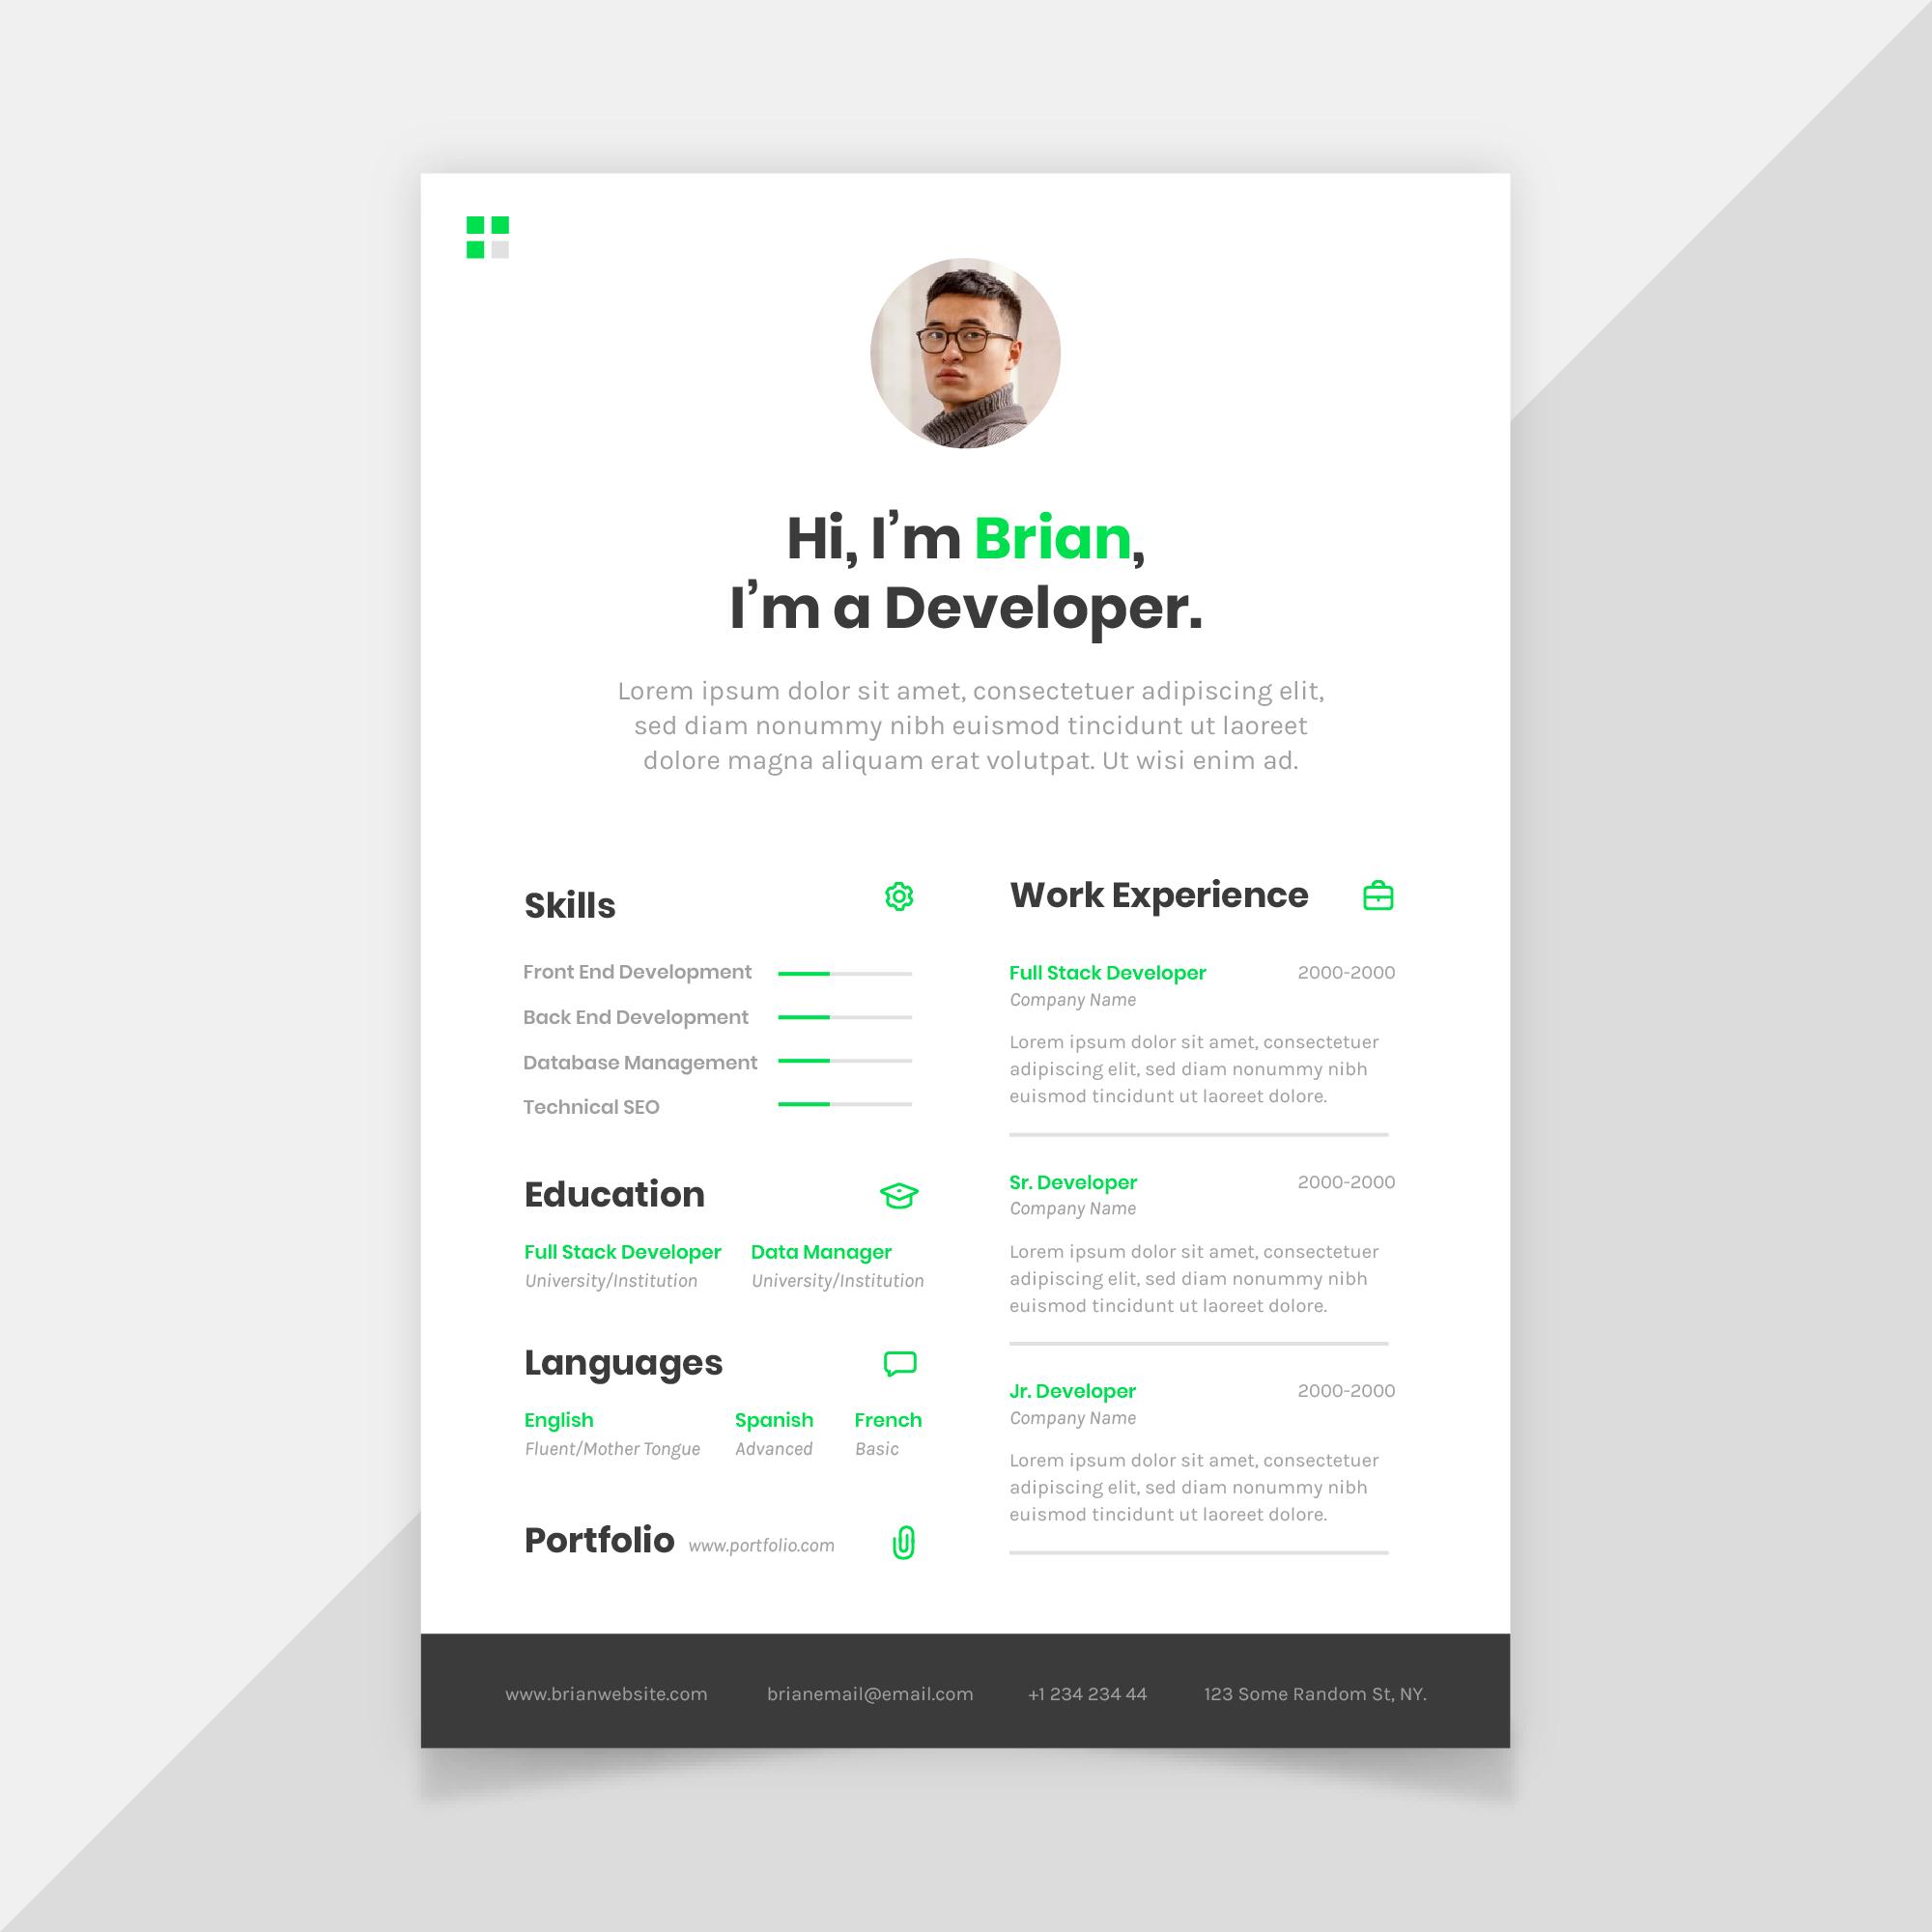 Hi, I’m Brian,
I’m a Developer.
Lorem ipsum dolor sit amet, consectetuer adipiscing elit,
sed diam nonummy nibh euismod tincidunt ut laoreet
dolore magna aliquam erat volutpat. Ut wisi enim ad.
Skills
Front End Development
Back End Development
Database Management
Technical SEO
Education
Full Stack Developer
University/Institution
Data Manager
University/Institution
Languages
English
Fluent/Mother Tongue
Spanish
Advanced
French
Basic
Portfolio www.portfolio.com
Work Experience
Full Stack Developer 2000-2000
Company Name
Lorem ipsum dolor sit amet, consectetuer
adipiscing elit, sed diam nonummy nibh
euismod tincidunt ut laoreet dolore.
Sr. Developer 2000-2000
Company Name
Lorem ipsum dolor sit amet, consectetuer
adipiscing elit, sed diam nonummy nibh
euismod tincidunt ut laoreet dolore.
Jr. Developer 2000-2000
Company Name
Lorem ipsum dolor sit amet, consectetuer
adipiscing elit, sed diam nonummy nibh
euismod tincidunt ut laoreet dolore.
www.brianwebsite.com brianemail@email.com +1 234 234 44 123 Some Random St, NY.